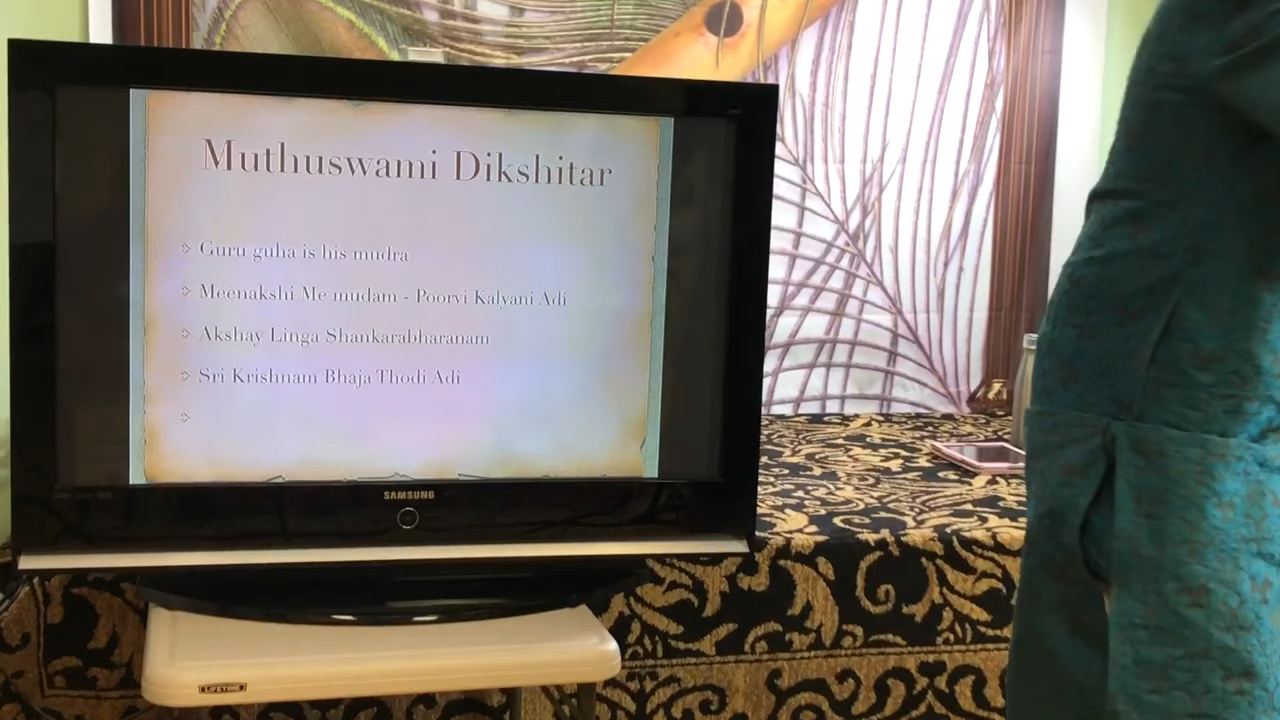 Muthuswami Dikshitar
Guru guha is his mudra
Meenakshi Me mudam - Poorvi Kalyani Adi
Akshay Linga Shankarabharanam
Sri Krishnam Bhaja Thodi Adi
SAMSUNG
LIFETIME